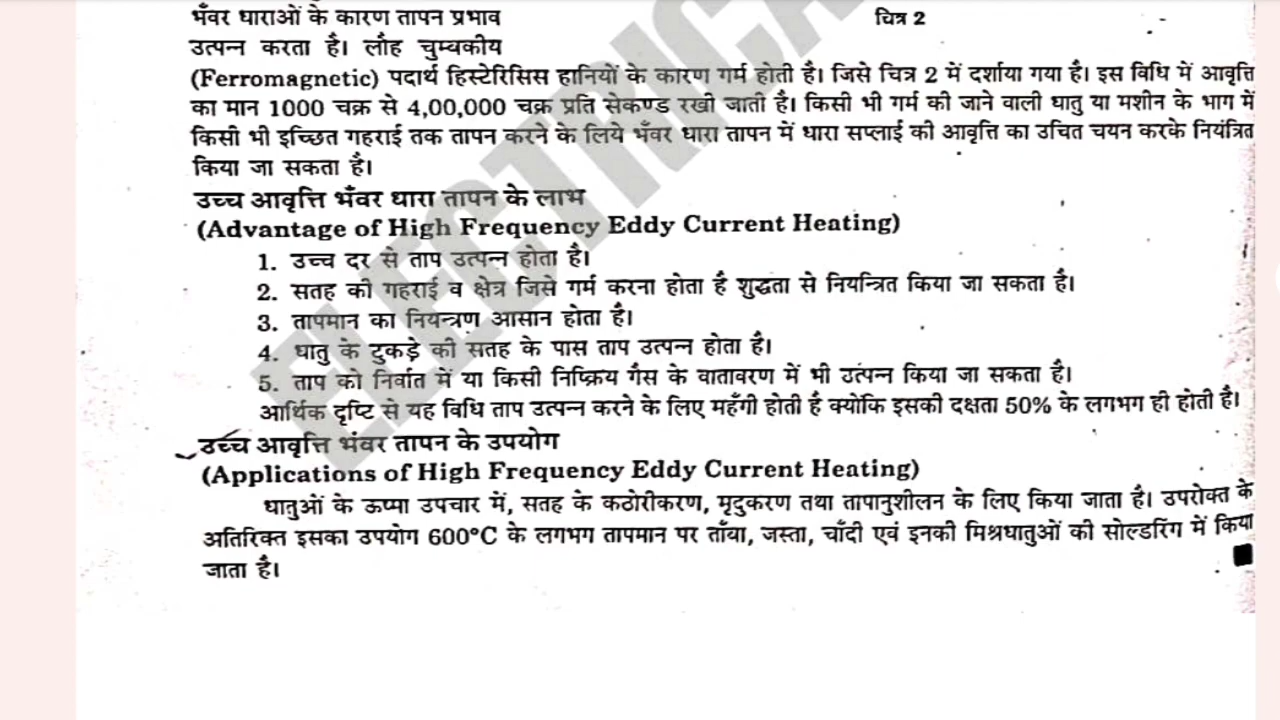 भँवर धाराओं के कारण तापन प्रभाव
चित्र 2
उत्पन्न करता है। लौह चुम्बकीय
(Ferromagnetic) पदार्थ हिस्टेरिसिस हानियों के कारण गर्म होती है। जिसे चित्र 2 में दर्शाया गया है। इस विधि में आवृत्ति
का मान 1000 चक्र से 4,00,000 चक्र प्रति सेकण्ड रखी जाती है। किसी भी गर्म की जाने वाली धातु या मशीन के भाग में
किसी भी इच्छित गहराई तक तापन करने के लिये भँवर धारा तापन में धारा सप्लाई की आवृत्ति का उचित चयन करके नियंत्रित
किया जा सकता है।
उच्च आवृत्ति भँवर धारा तापन के लाभ
(Advantage of High Frequency Eddy Current Heating)
1. उच्च दर से ताप उत्पन्न होता है।
2. सतह की गहराई व क्षेत्र जिसे गर्म करना होता है शुद्धता से नियन्त्रित किया जा सकता है।
3. तापमान का नियन्त्रण आसान होता है।
4. धातु के टुकड़े की सतह के पास ताप उत्पन्न होता है।
5. ताप को निर्वात में या किसी निष्क्रिय गैस के वातावरण में भी उत्पन्न किया जा सकता है।
आर्थिक दृष्टि से यह विधि ताप उत्पन्न करने के लिए महँगी होती है क्योंकि इसकी दक्षता 50% के लगभग ही होती है।
उच्च आवृत्ति भंवर तापन के उपयोग
(Applications of High Frequency Eddy Current Heating)
धातुओं के ऊष्मा उपचार में, सतह के कठोरीकरण, मृदुकरण तथा तापानुशीलन के लिए किया जाता है। उपरोक्त के
अतिरिक्त इसका उपयोग 600°C के लगभग तापमान पर ताँबा, जस्ता, चाँदी एवं इनकी मिश्रधातुओं की सोल्डरिंग में किया
जाता है।
ELECTRICA